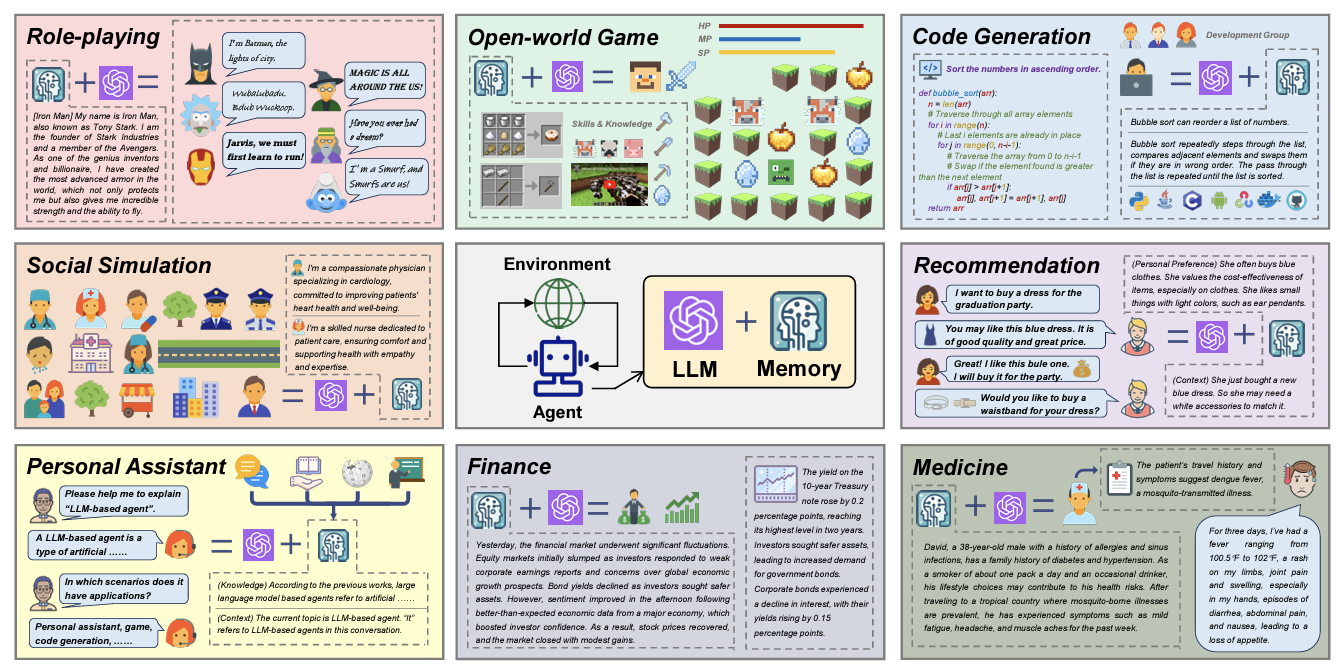 Role-playing
I'm Batman, the
lights of city.
Wubalubadu.
Bdub Wuckoop.
Jarvis, we must
first learn to run!
MAGIC IS ALL
AROUND THE US!
Have you ever had
a dream?
I'm a Smurf, and
Smurfs are us!
[Iron Man] My name is Iron Man,
also known as Tony Stark. I am
the founder of Stark Industries
and a member of the Avengers.
As one of the genius inventors
and billionaire, I have created
the most advanced armor in the
world, which not only protects
me but also gives me incredible
strength and the ability to fly.
Open-world Game
HP
MP
SP
Skills & Knowledge
Code Generation
Development Group
Sort the numbers in ascending order.
def bubble_sort(arr):
n = len(arr)
# Traverse through all array elements
for i in range(n):
# Last i elements are already in place
for j in range(0, n-i-1):
# Traverse the array from 0 to n-i-1
# Swap if the element found is greater
than the next element
if arr[j] > arr[j+1]:
arr[j], arr[j+1] = arr[j+1], arr[j]
return arr
Bubble sort can reorder a list of numbers.
Bubble sort repeatedly steps through the list,
compares adjacent elements and swaps them
if they are in wrong order. The pass through
the list is repeated until the list is sorted.
Social Simulation
I'm a compassionate physician
specializing in cardiology,
committed to improving patients'
heart health and well-being.
I'm a skilled nurse dedicated to
patient care, ensuring comfort and
supporting health with empathy
and expertise.
Environment
Agent
LLM
Memory
Recommendation
I want to buy a dress for the
graduation party.
You may like this blue dress. It is
of good quality and great price.
Great! I like this bule one.
I will buy it for the party.
Would you like to buy a
waistband for your dress?
(Personal Preference) She often buys blue
clothes. She values the cost-effectiveness of
items, especially on clothes. She likes small
things with light colors, such as ear pendants.
(Context) She just bought a new
blue dress. So she may need a
white accessories to match it.
Personal Assistant
Please help me to explain
“LLM-based agent”.
A LLM-based agent is a
type of artificial ……
In which scenarios does it
have applications?
Personal assistant, game,
code generation, ……
(Knowledge) According to the previous works, large
language model based agents refer to artificial ……
(Context) The current topic is LLM-based agent. “It”
refers to LLM-based agents in this conversation.
Finance
Yesterday, the financial market underwent significant fluctuations.
Equity markets initially slumped as investors responded to weak
corporate earnings reports and concerns over global economic
growth prospects. Bond yields declined as investors sought safer
assets. However, sentiment improved in the afternoon following
better-than-expected economic data from a major economy, which
boosted investor confidence. As a result, stock prices recovered,
and the market closed with modest gains.
The yield on the
10-year Treasury
note rose by 0.2
percentage points, reaching
its highest level in two years.
Investors sought safer assets,
leading to increased demand
for government bonds.
Corporate bonds experienced
a decline in interest, with their
yields rising by 0.15
percentage points.
Medicine
The patient's travel history and
symptoms suggest dengue fever,
a mosquito-transmitted illness.
David, a 38-year-old male with a history of allergies and sinus
infections, has a family history of diabetes and hypertension. As
a smoker of about one pack a day and an occasional drinker,
his lifestyle choices may contribute to his health risks. After
traveling to a tropical country where mosquito-borne illnesses
are prevalent, he has experienced symptoms such as mild
fatigue, headache, and muscle aches for the past week.
For three days, I've had a
fever ranging from
100.5℉ to 102℉, a rash
on my limbs, joint pain
and swelling, especially
in my hands, episodes of
diarrhea, abdominal pain,
and nausea, leading to a
loss of appetite.